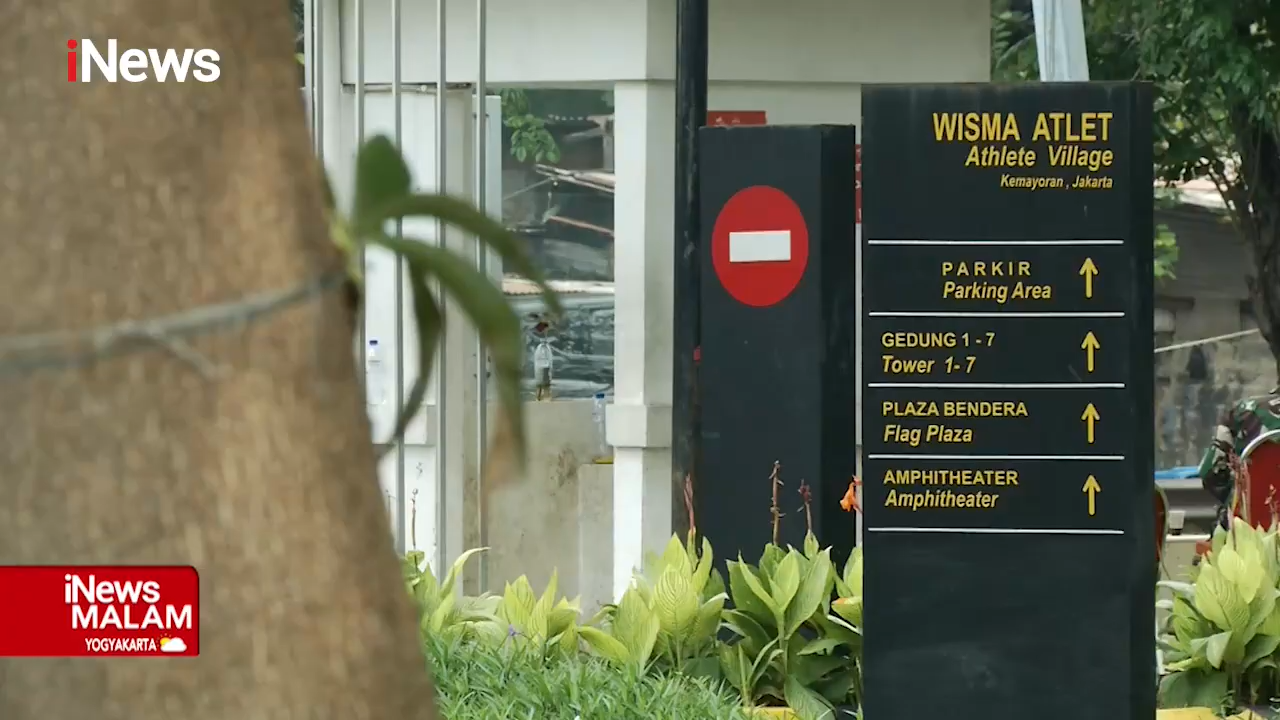 iNews
WISMA ATLET
Athlete Village
Kemayoran, Jakarta
PARKIR
Parking Area
GEDUNG 1 - 7
Tower 1- 7
PLAZA BENDERA
Flag Plaza
AMPHITEATER
Amphitheater
iNews
MALAM
YOGYAKARTA